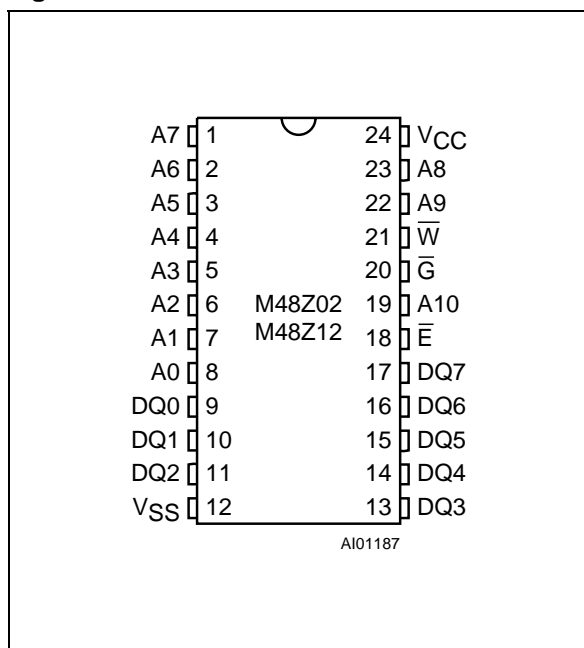 A7 1 24 VCC
A6 2 23 A8
A5 3 22 A9
A4 4 21 W̅
A3 5 20 G̅
A2 6 M48Z02 19 A10
A1 7 M48Z12 18 E̅
A0 8 17 DQ7
DQ0 9 16 DQ6
DQ1 10 15 DQ5
DQ2 11 14 DQ4
VSS 12 13 DQ3
AI01187